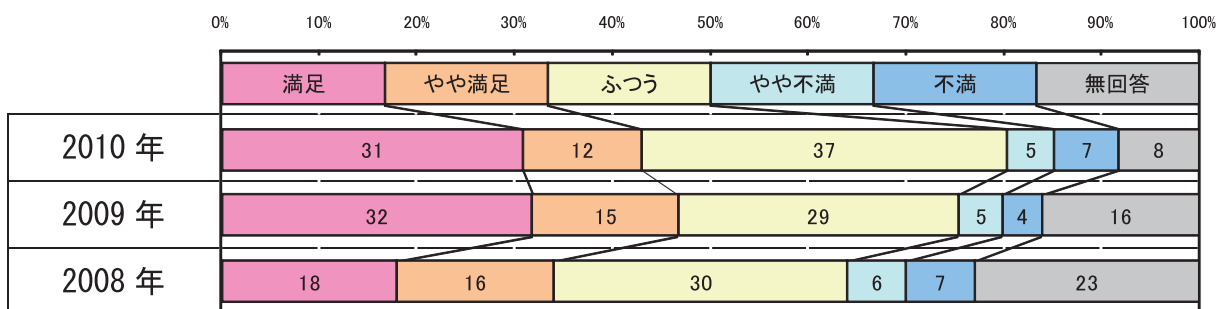 0% 10% 20% 30% 40% 50% 60% 70% 80% 90% 100%
満足 やや満足 ふつう やや不満 不満 無回答
2010 年 31 12 37 5 7 8
2009 年 32 15 29 5 4 16
2008 年 18 16 30 6 7 23